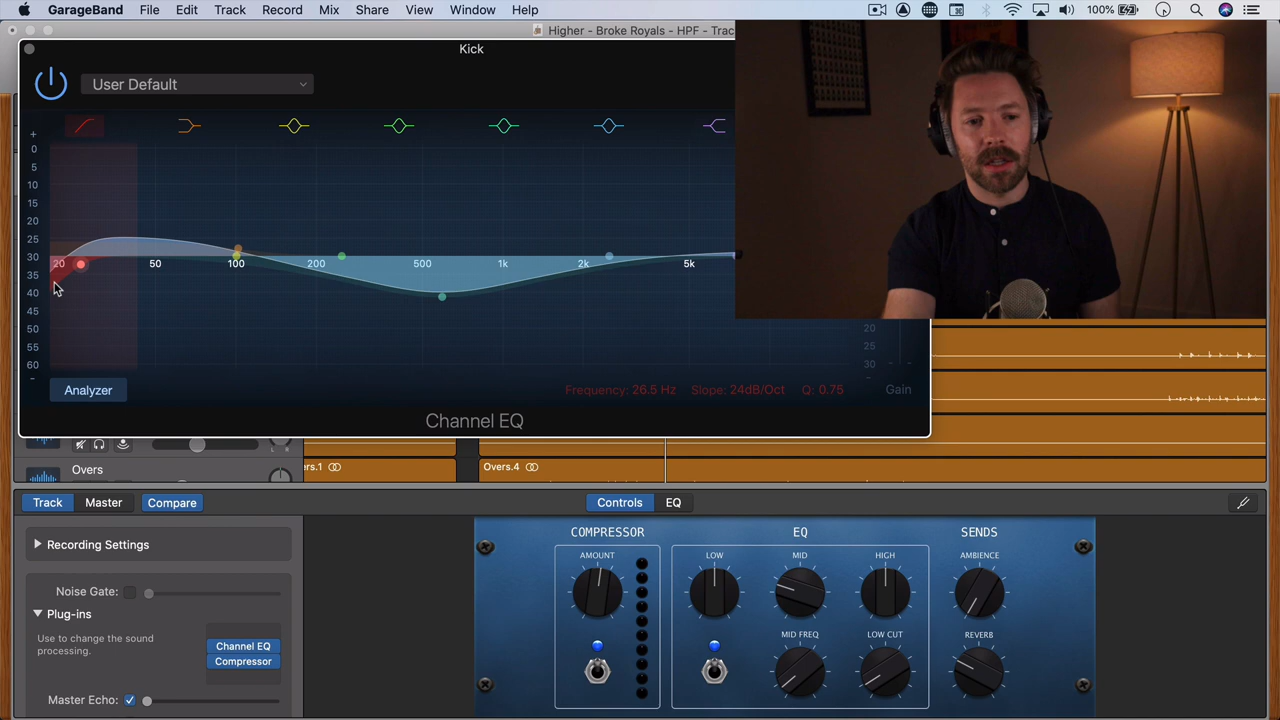 GarageBand File Edit Track Record Mix Share View Window Help 100%
Higher - Broke Royals - HPF - Trac
Kick
User Default
+
0
5
10
15
20
25
30
35
40
45
50
55
60
-
20 50 100 200 500 1k 2k 5k
20
30
Analyzer
Frequency: 26.5 Hz Slope: 24dB/Oct Q: 0.75 Gain
Channel EQ
L R
Overs
ers.1
Overs.4
Track Master Compare
Controls EQ
Recording Settings
Noise Gate:
Plug-ins
Use to change the sound
processing.
Channel EQ
Compressor
Master Echo:
COMPRESSOR
AMOUNT
EQ
LOW MID HIGH
MID FREQ LOW CUT
SENDS
AMBIENCE
REVERB